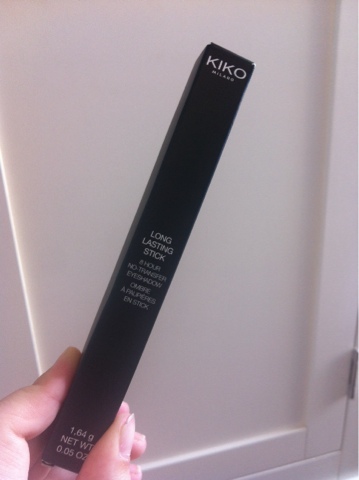 KIKO
MILANO
LONG
LASTING
STICK
8 HOUR
NO-TRANSFER
EYESHADOW
OMBRE
À PAUPIÈRES
EN STICK
1,64 g
NET WT.
0.05 OZ